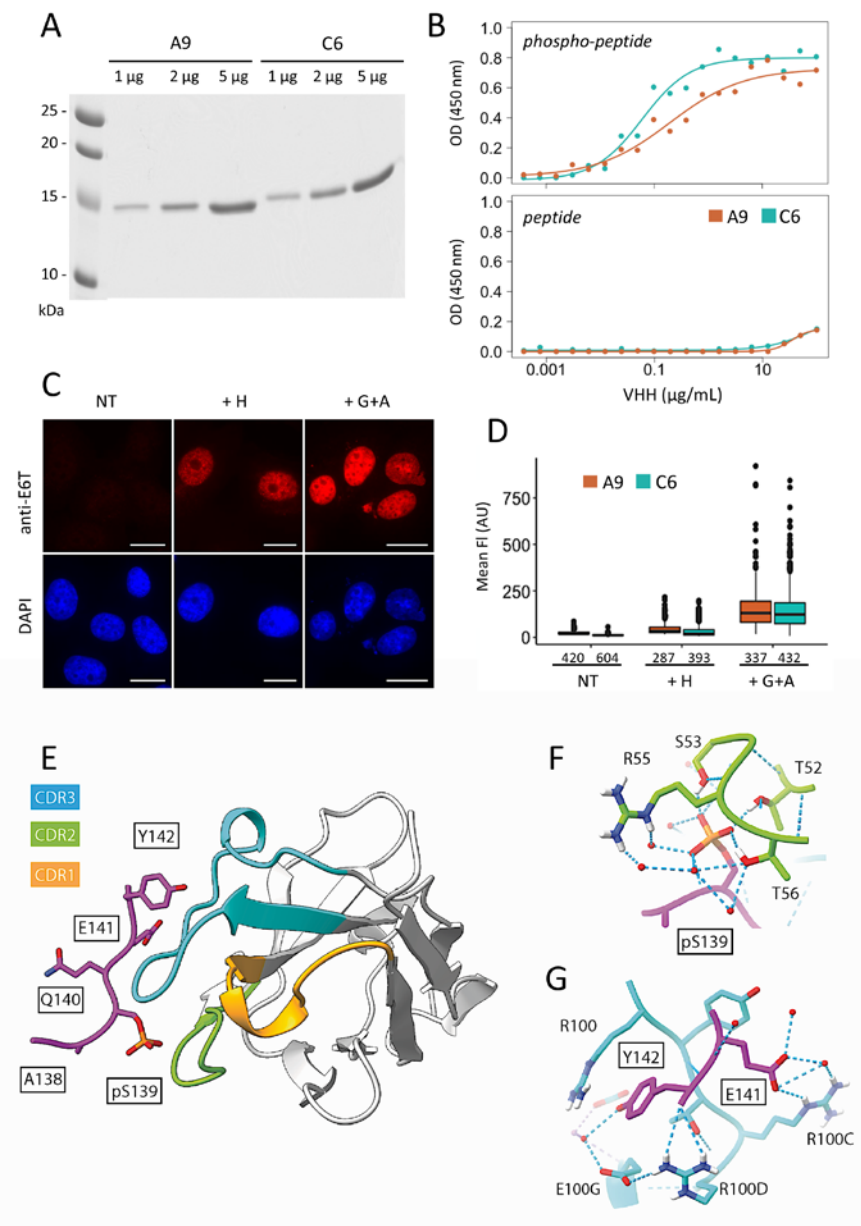 A
A9 C6
1 µg 2 µg 5 µg 1 µg 2 µg 5 µg
25 -
20 -
15 -
10 -
kDa
B
phospho-peptide
OD (450 nm)
1.0
0.8
0.6
0.4
0.2
0.0
peptide
A9 C6
OD (450 nm)
1.0
0.8
0.6
0.4
0.2
0.0
0.001 0.1 10
VHH (µg/mL)
C
NT + H + G+A
anti-E6T
DAPI
D
A9 C6
Mean FI (AU)
750
500
250
0
420 604 287 393 337 432
NT + H + G+A
E
CDR3
CDR2
CDR1
Y142
E141
Q140
A138
pS139
F
S53
R55
T52
T56
pS139
G
R100
Y142
E141
R100C
E100G
R100D